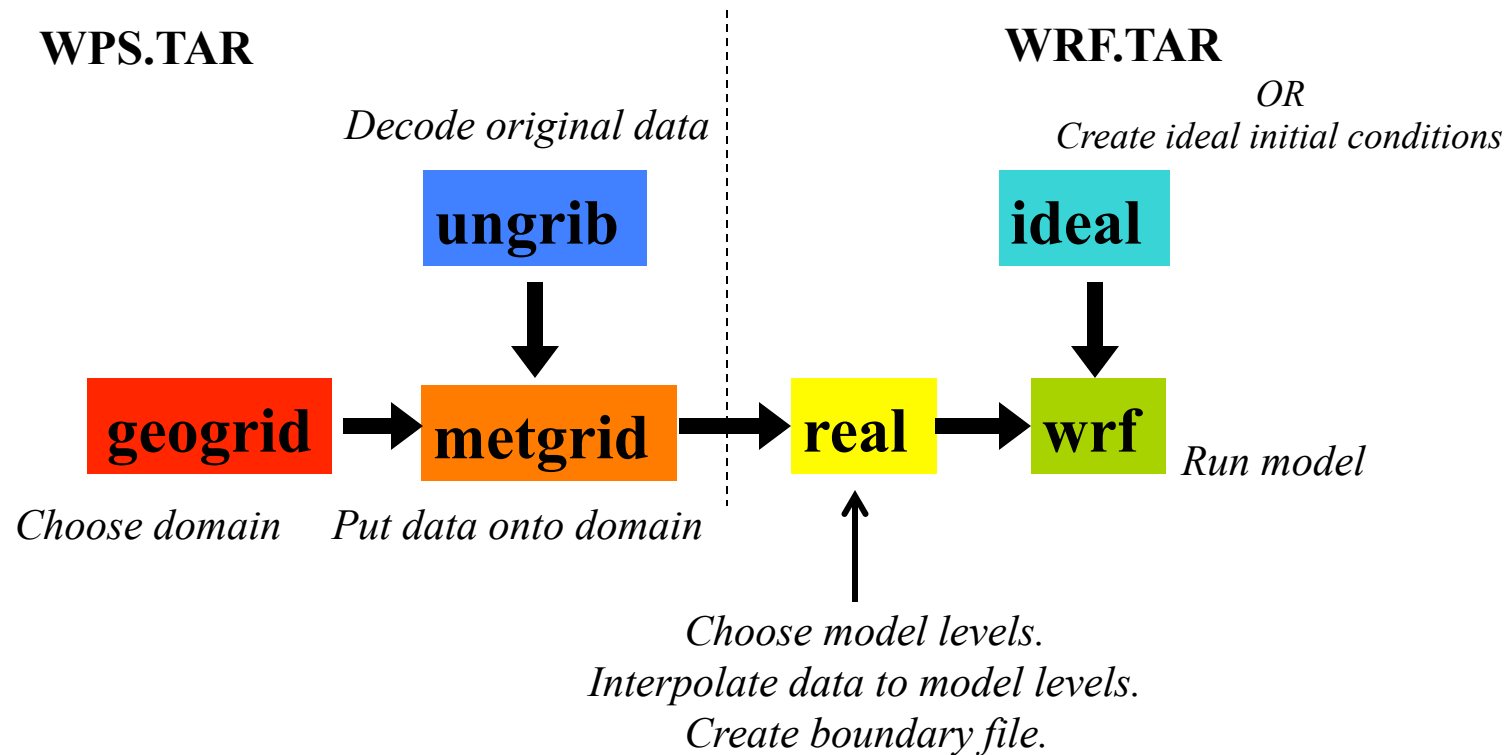 WPS.TAR
WRF.TAR
OR
Create ideal initial conditions
Decode original data
ungrib
ideal
geogrid
metgrid
real
wrf
Run model
Choose domain
Put data onto domain
Choose model levels.
Interpolate data to model levels.
Create boundary file.